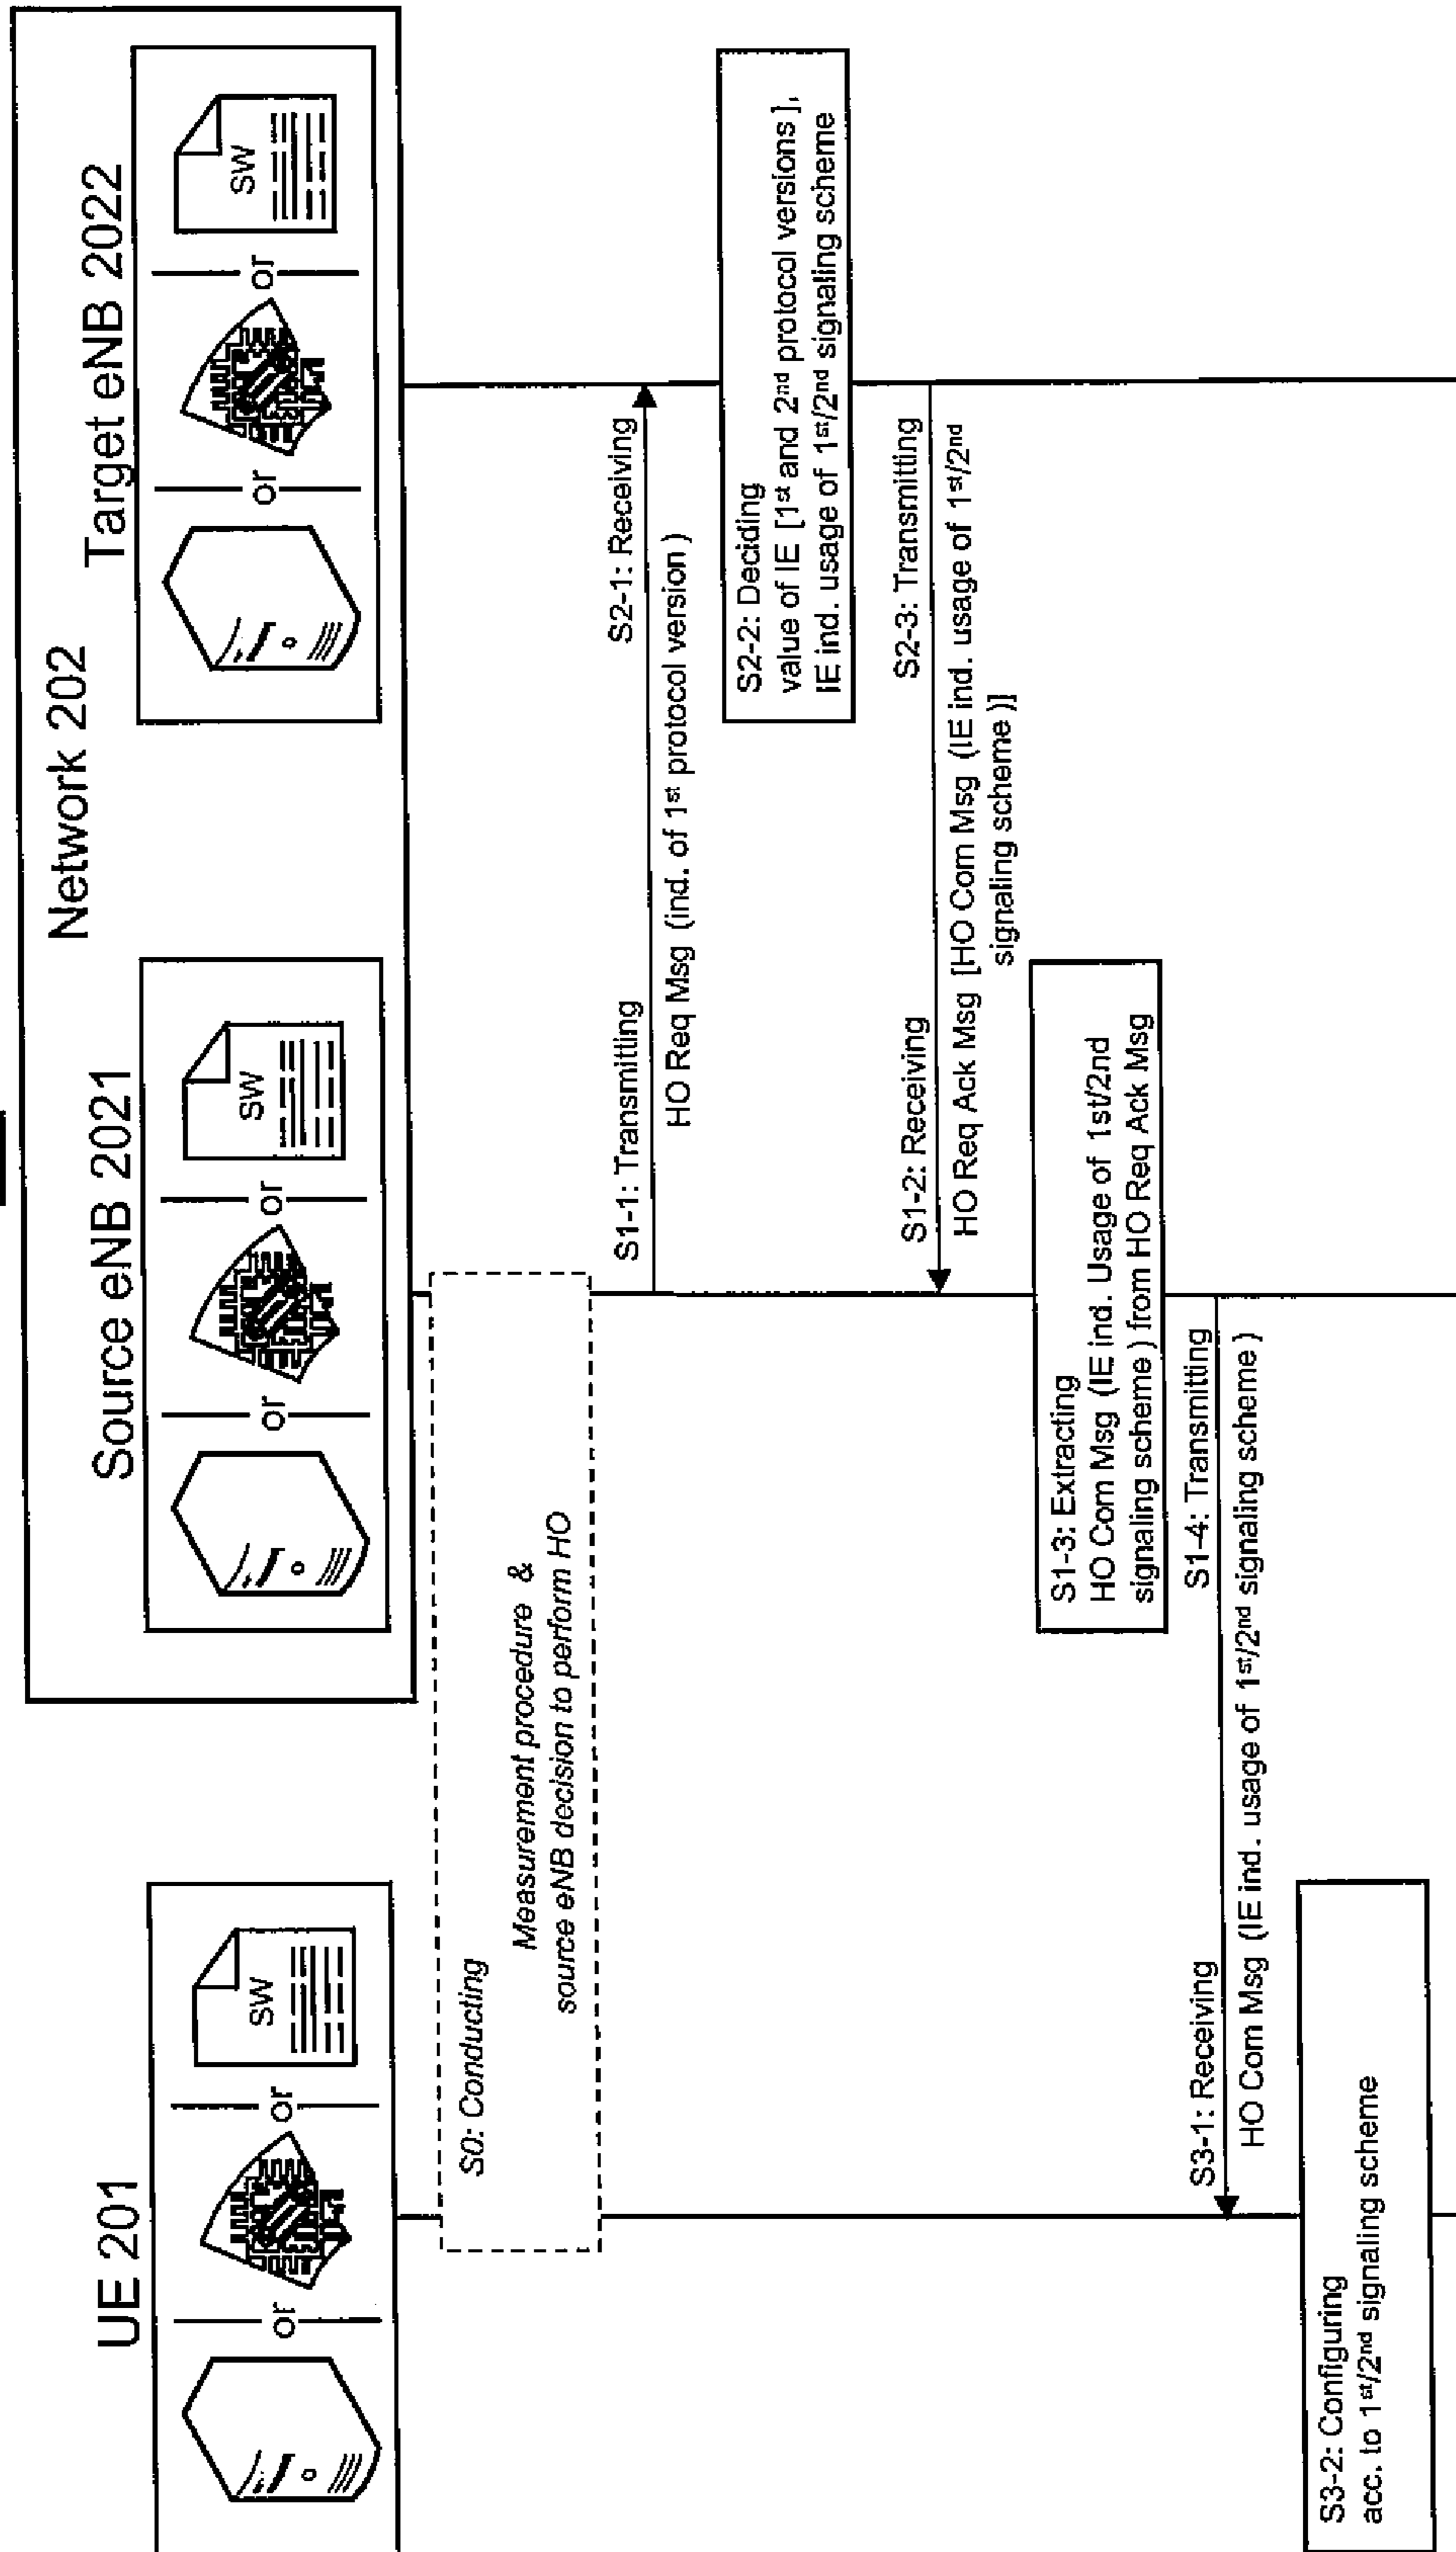 Network 202
UE 201
Source eNB 2021
Target eNB 2022
or
or
SW
or
or
SW
or
or
SW
S0: Conducting
Measurement procedure &
source eNB decision to perform HO
S1-1: Transmitting
S2-1: Receiving
HO Req Msg (ind. of 1st protocol version)
S2-2: Deciding
value of IE [1st and 2nd protocol versions],
IE ind. usage of 1st/2nd signaling scheme
S1-2: Receiving
S2-3: Transmitting
HO Req Ack Msg [HO Com Msg (IE ind. usage of 1st/2nd
signaling scheme)]
S1-3: Extracting
HO Com Msg (IE ind. Usage of 1st/2nd
signaling scheme) from HO Req Ack Msg
S3-1: Receiving
S1-4: Transmitting
HO Com Msg (IE ind. usage of 1st/2nd signaling scheme)
S3-2: Configuring
acc. to 1st/2nd signaling scheme